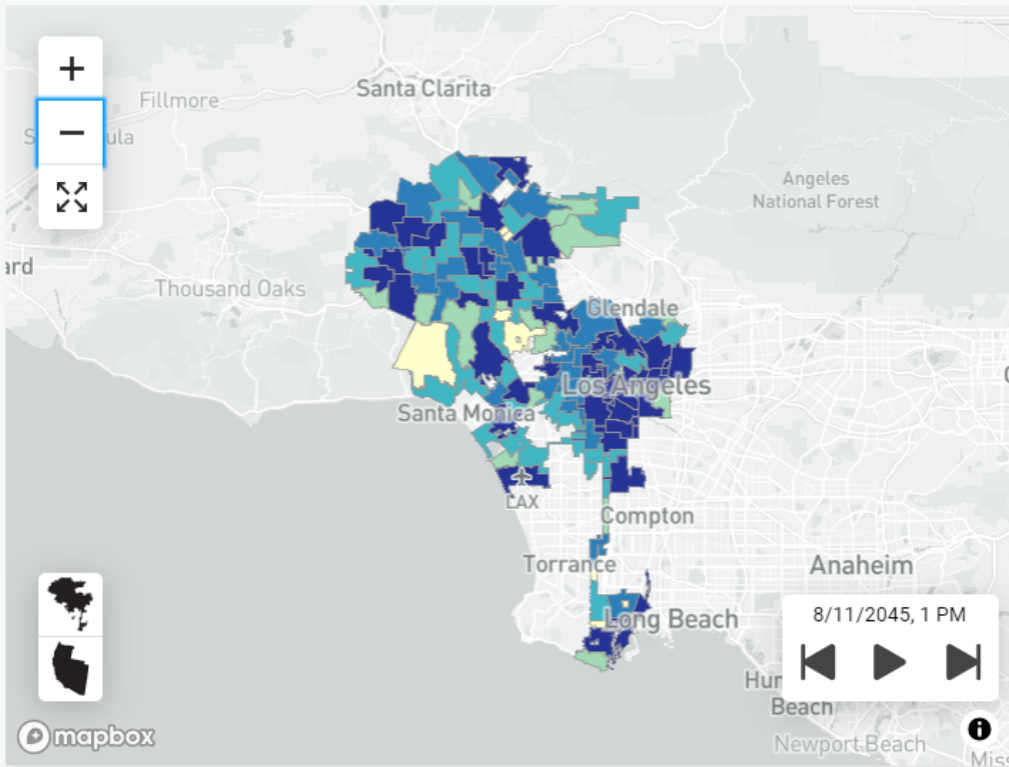 Santa Clarita
Fillmore
Angeles
National Forest
Thousand Oaks
Glendale
Los Angeles
Santa Monica
LAX
Compton
Torrance
Anaheim
8/11/2045, 1 PM
Long Beach
Beach
Newport Beach
mapbox